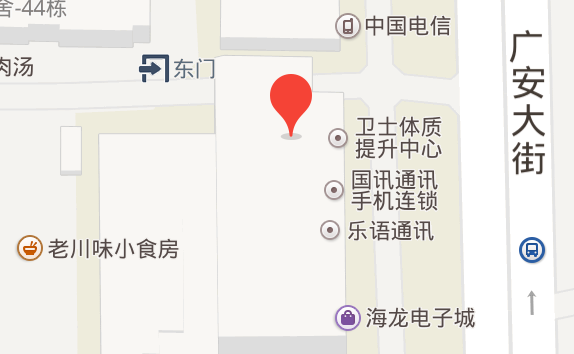 舍-44栋
中国电信
肉汤
东门
广安大街
卫士体质
提升中心
国讯通讯
手机连锁
乐语通讯
老川味小食房
海龙电子城